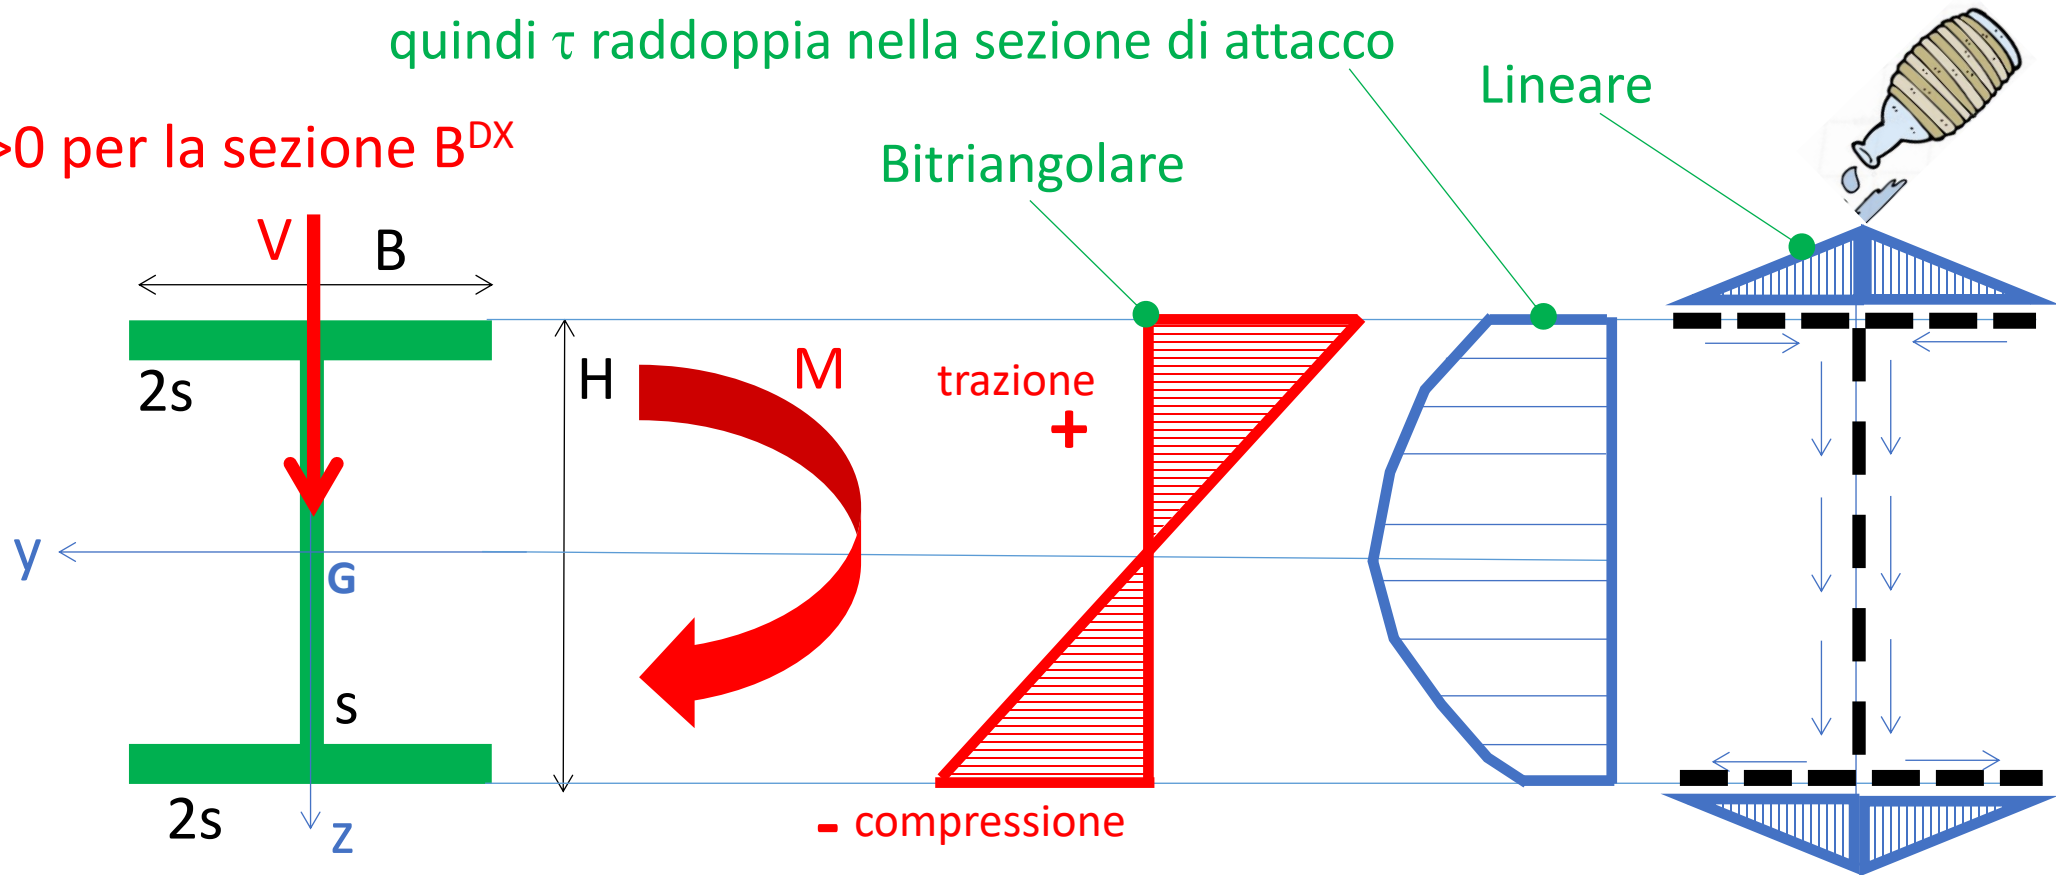 quindi τ raddoppia nella sezione di attacco
Lineare
>0 per la sezione B^DX
Bitriangolare
V
B
2s
H
M
trazione
+
y
G
s
2s
z
- compressione